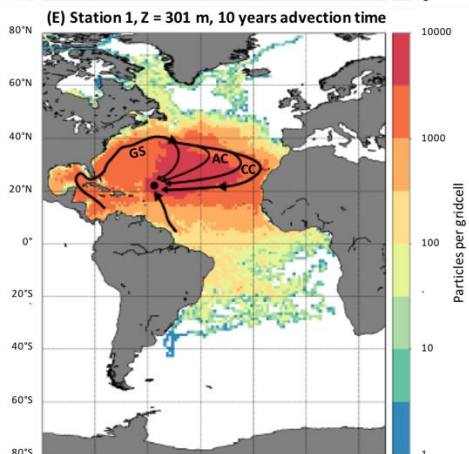 (E) Station 1, Z = 301 m, 10 years advection time
80°N
60°N
40°N
20°N
0°
20°S
40°S
60°S
80°S
GS
AC
CC
10000
1000
100
10
1
Particles per gridcell